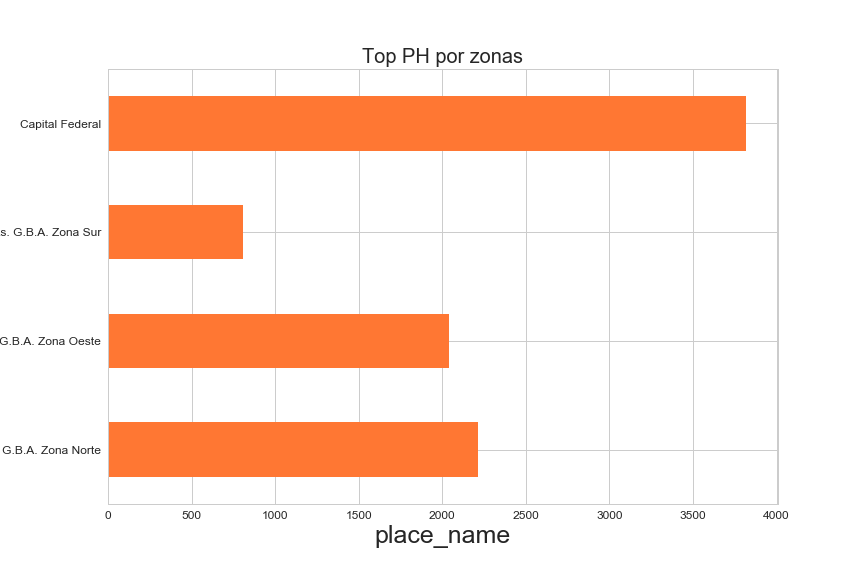 Top PH por zonas
Capital Federal
s. G.B.A. Zona Sur
G.B.A. Zona Oeste
G.B.A. Zona Norte
0 500 1000 1500 2000 2500 3000 3500 4000
place_name